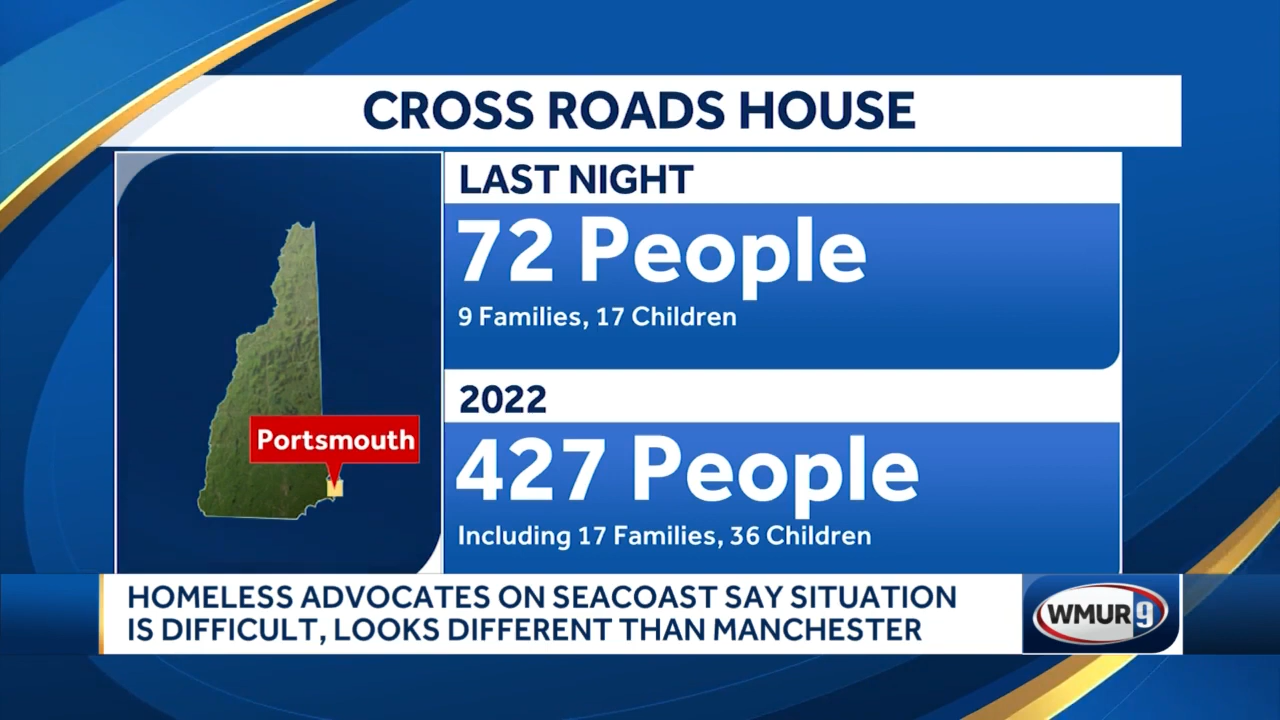 CROSS ROADS HOUSE
LAST NIGHT
72 People
9 Families, 17 Children
Portsmouth
2022
427 People
Including 17 Families, 36 Children
HOMELESS ADVOCATES ON SEACOAST SAY SITUATION
IS DIFFICULT, LOOKS DIFFERENT THAN MANCHESTER
WMUR9